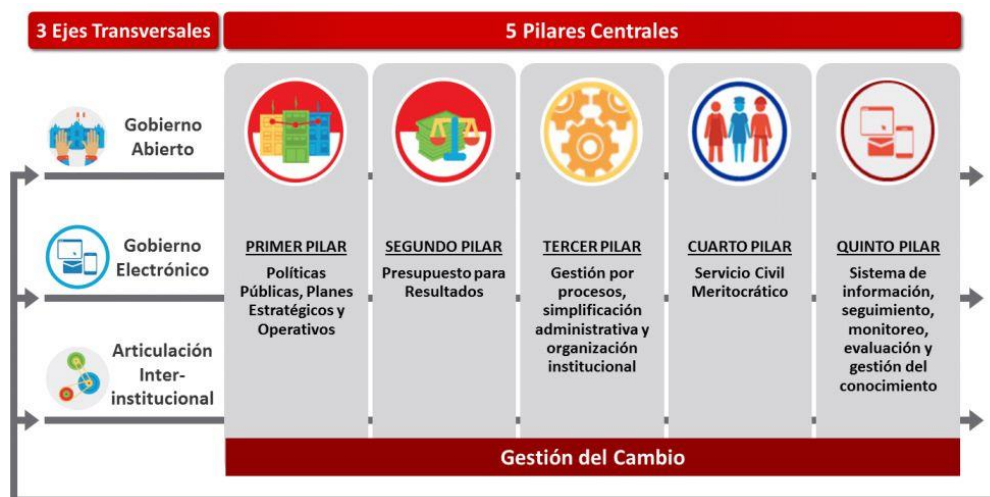 3 Ejes Transversales
5 Pilares Centrales
Gobierno
Abierto
Gobierno
Electrónico
Articulación
Inter-
institucional
PRIMER PILAR
Políticas
Públicas, Planes
Estratégicos y
Operativos
SEGUNDO PILAR
Presupuesto para
Resultados
TERCER PILAR
Gestión por
procesos,
simplificación
administrativa y
organización
institucional
CUARTO PILAR
Servicio Civil
Meritocrático
QUINTO PILAR
Sistema de
información,
seguimiento,
monitoreo,
evaluación y
gestión del
conocimiento
Gestión del Cambio